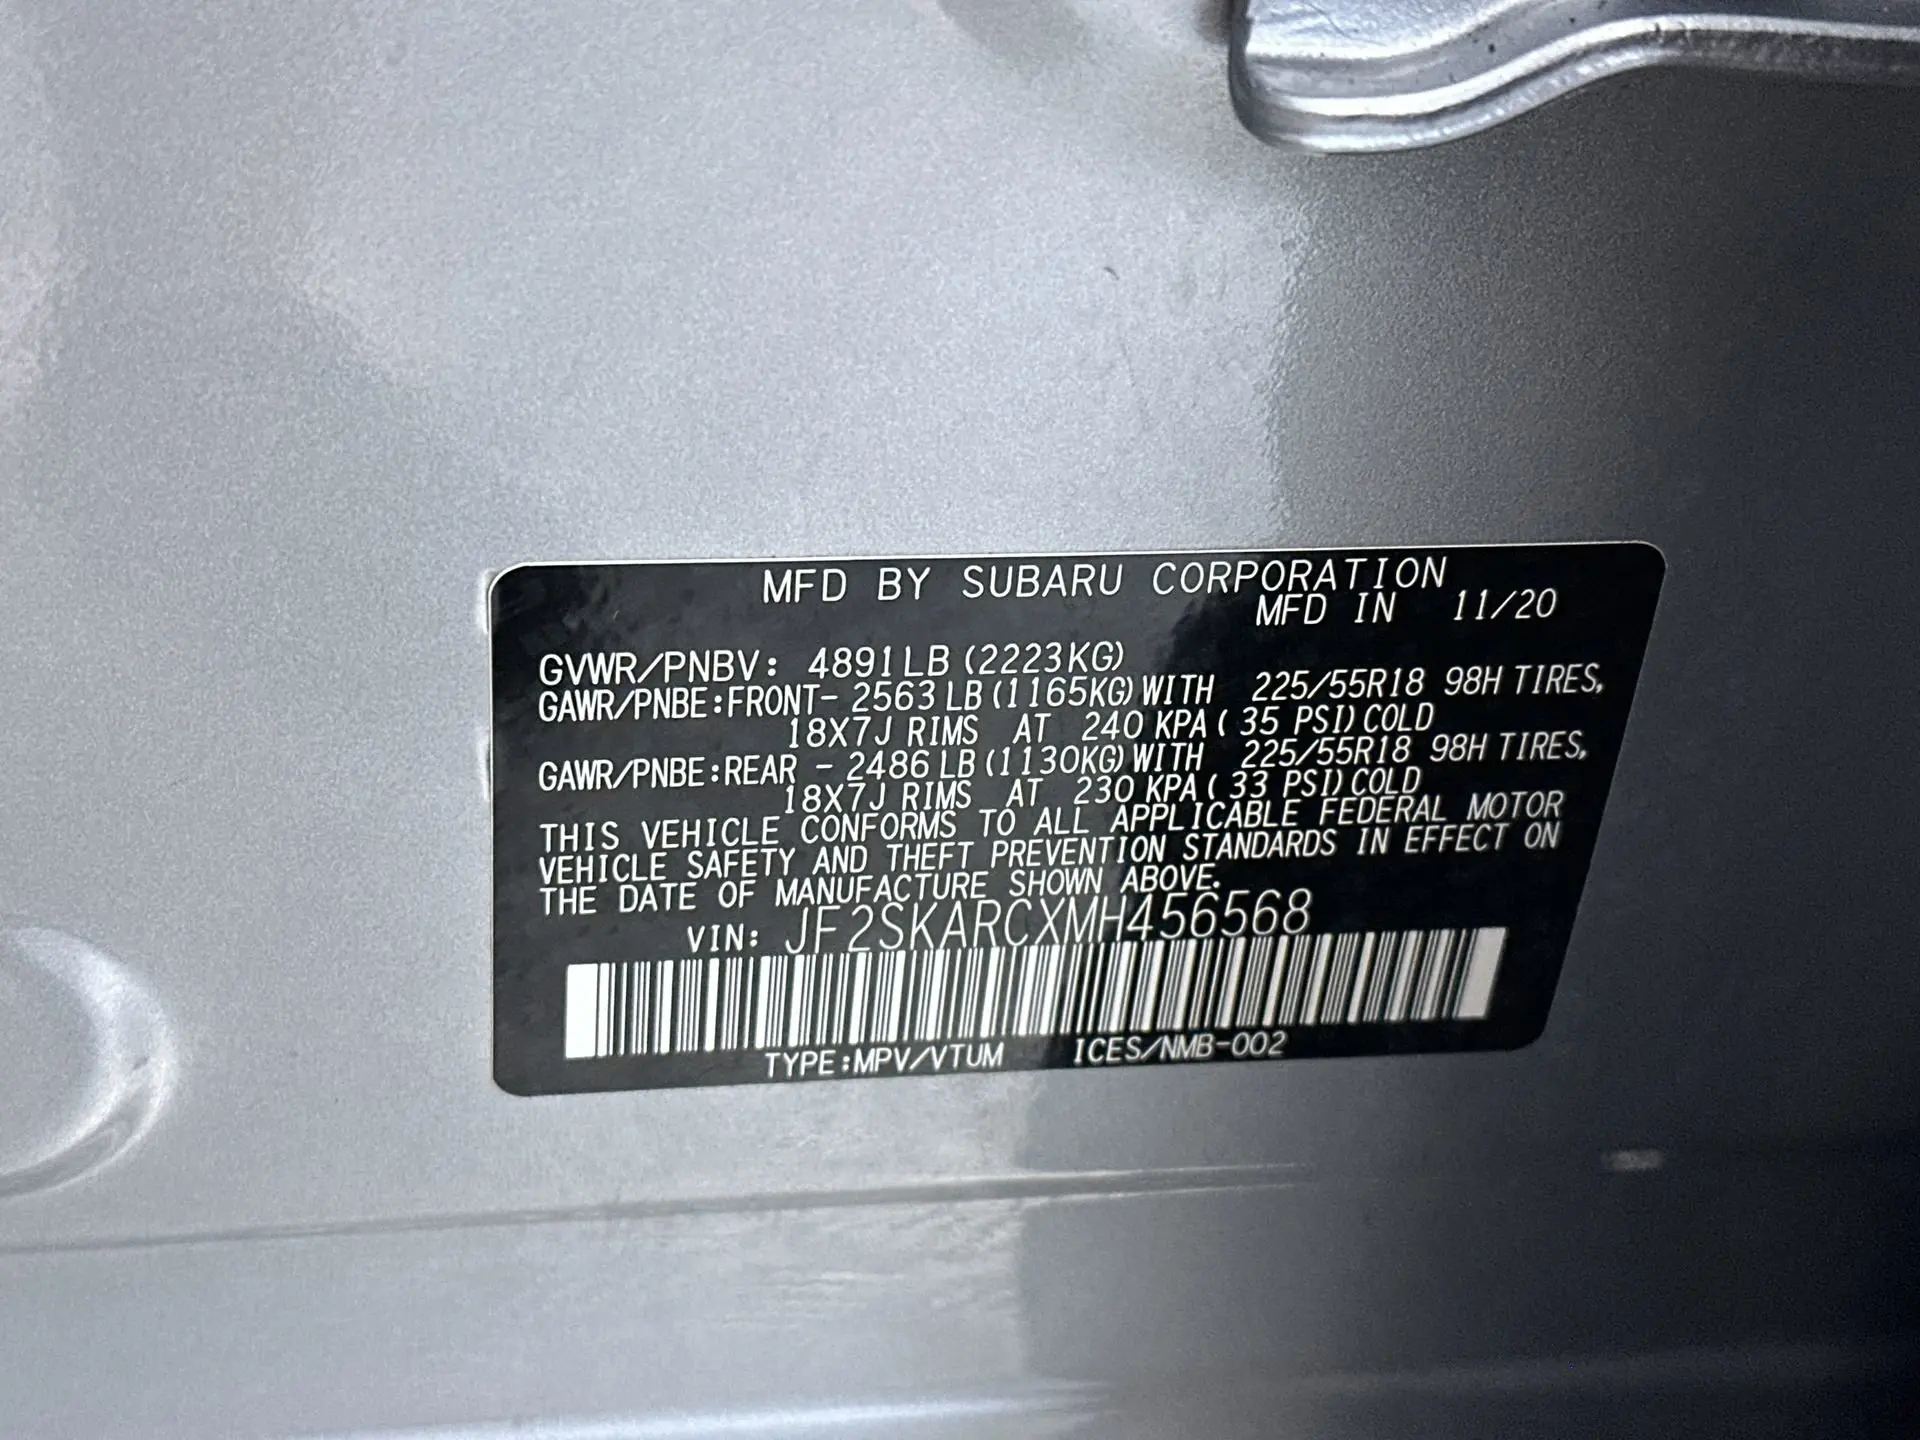 MFD BY SUBARU CORPORATION
MFD IN 11/20
GVWR/PNBV: 4891LB (2223KG)
GAWR/PNBE:FRONT- 2563 LB (1165KG) WITH 225/55R18 98H TIRES,
18X7J RIMS AT 240 KPA ( 35 PSI) COLD
GAWR/PNBE:REAR - 2486 LB (1130KG) WITH 225/55R18 98H TIRES,
18X7J RIMS AT 230 KPA ( 33 PSI) COLD
THIS VEHICLE CONFORMS TO ALL APPLICABLE FEDERAL MOTOR
VEHICLE SAFETY AND THEFT PREVENTION STANDARDS IN EFFECT ON
THE DATE OF MANUFACTURE SHOWN ABOVE.
VIN: JF2SKARCXMH456568
TYPE:MPV/VTUM ICES/NMB-002